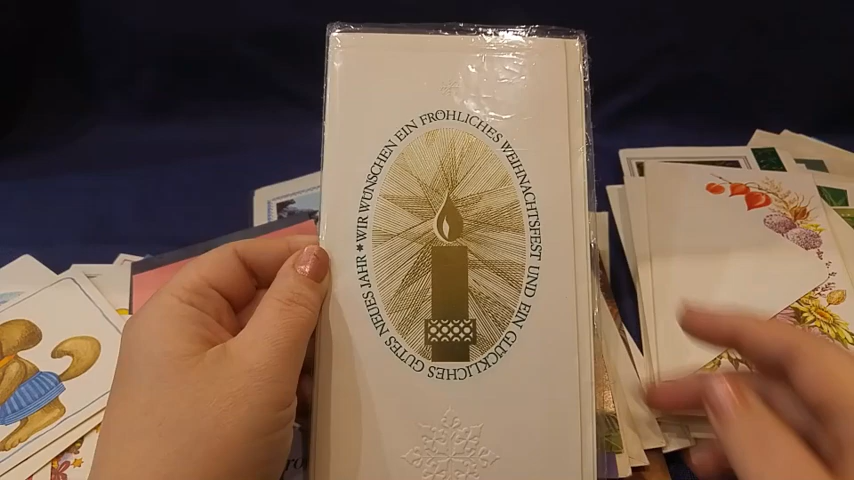 WIR WÜNSCHEN EIN FRÖHLICHES WEIHNACHTSFEST UND EIN GLÜCKLICHES GUTES NEUES JAHR *